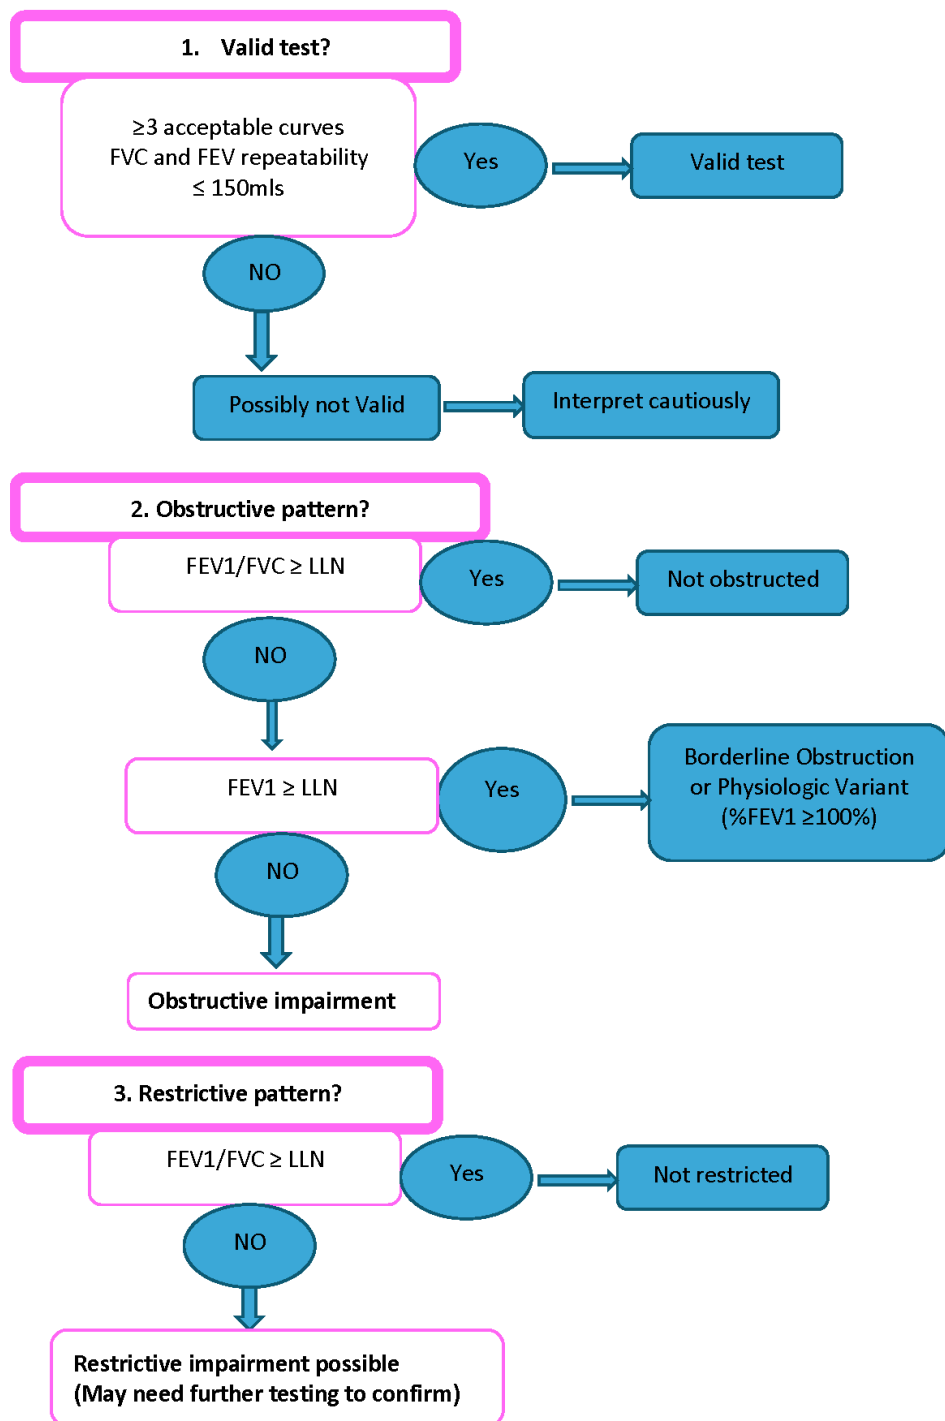 1. Valid test?
≥3 acceptable curves
FVC and FEV repeatability
≤ 150mls
Yes
Valid test
NO
Possibly not Valid
Interpret cautiously
2. Obstructive pattern?
FEV1/FVC ≥ LLN
Yes
Not obstructed
NO
FEV1 ≥ LLN
Yes
Borderline Obstruction
or Physiologic Variant
(%FEV1 ≥100%)
NO
Obstructive impairment
3. Restrictive pattern?
FEV1/FVC ≥ LLN
Yes
Not restricted
NO
Restrictive impairment possible
(May need further testing to confirm)